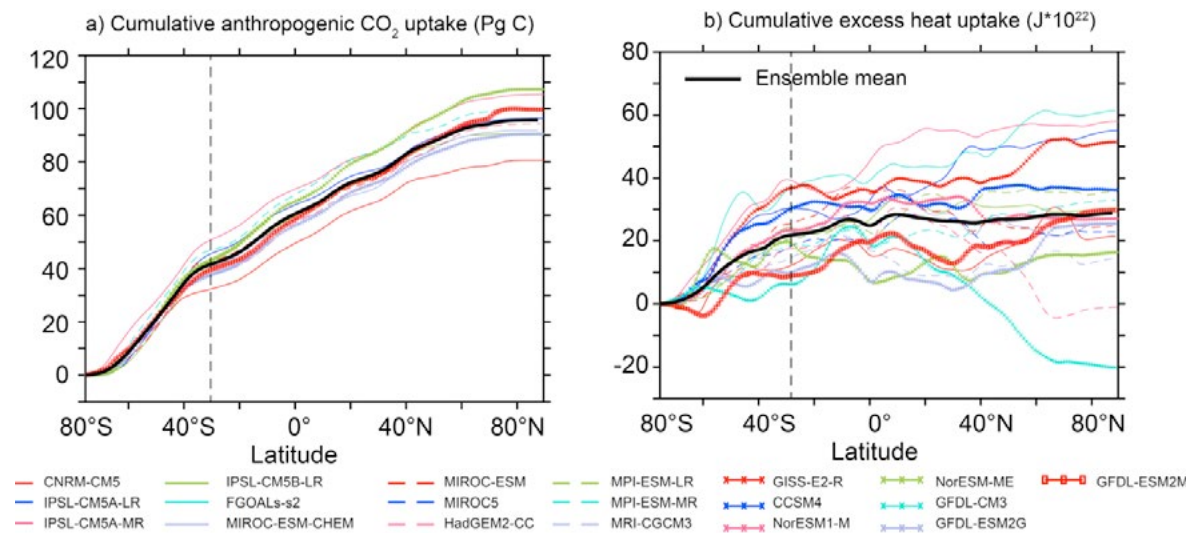 a) Cumulative anthropogenic CO₂ uptake (Pg C)
120
100
80
60
40
20
0
80°S 40°S 0°C 40°N 80°N
Latitude
b) Cumulative excess heat uptake (J*10²²)
80
60
40
20
0
-20
Ensemble mean
80°S 40°S 0° 40°N 80°N
Latitude
CNRM-CM5 IPSL-CM5B-LR MIROC-ESM MPI-ESM-LR GISS-E2-R NorESM-ME GFDL-ESM2M
IPSL-CM5A-LR FGOALs-s2 MIROC5 MPI-ESM-MR CCSM4 GFDL-CM3
IPSL-CM5A-MR MIROC-ESM-CHEM HadGEM2-CC MRI-CGCM3 NorESM1-M GFDL-ESM2G